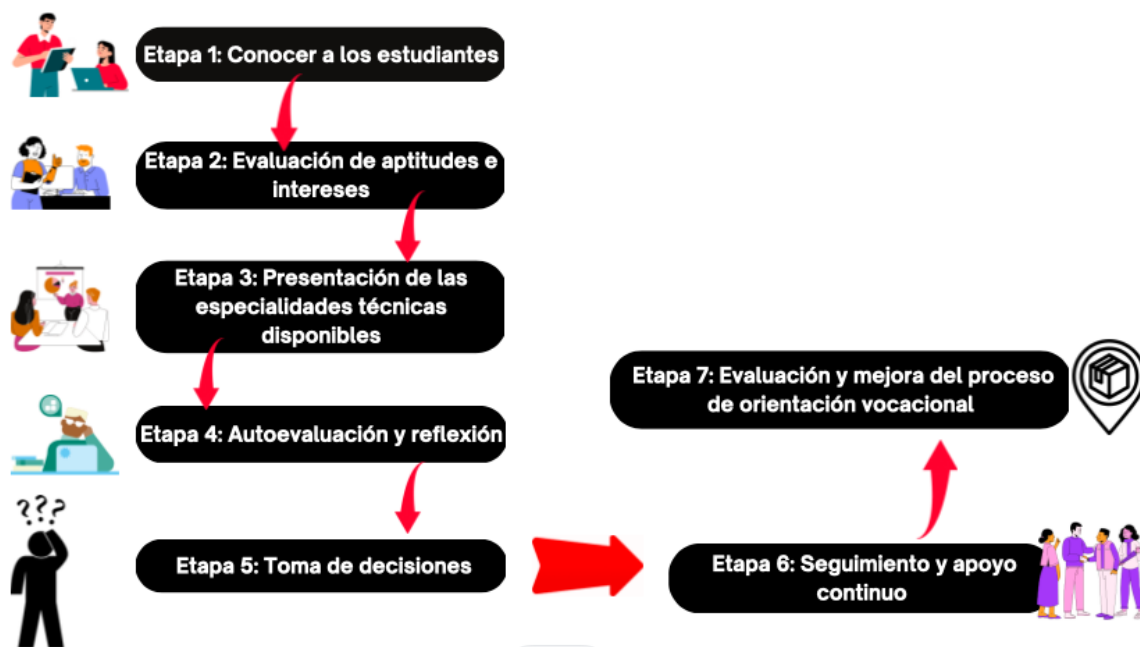 Etapa 1: Conocer a los estudiantes
Etapa 2: Evaluación de aptitudes e
intereses
Etapa 3: Presentación de las
especialidades técnicas
disponibles
Etapa 4: Autoevaluación y reflexión
???
Etapa 5: Toma de decisiones
Etapa 6: Seguimiento y apoyo
continuo
Etapa 7: Evaluación y mejora del proceso
de orientación vocacional